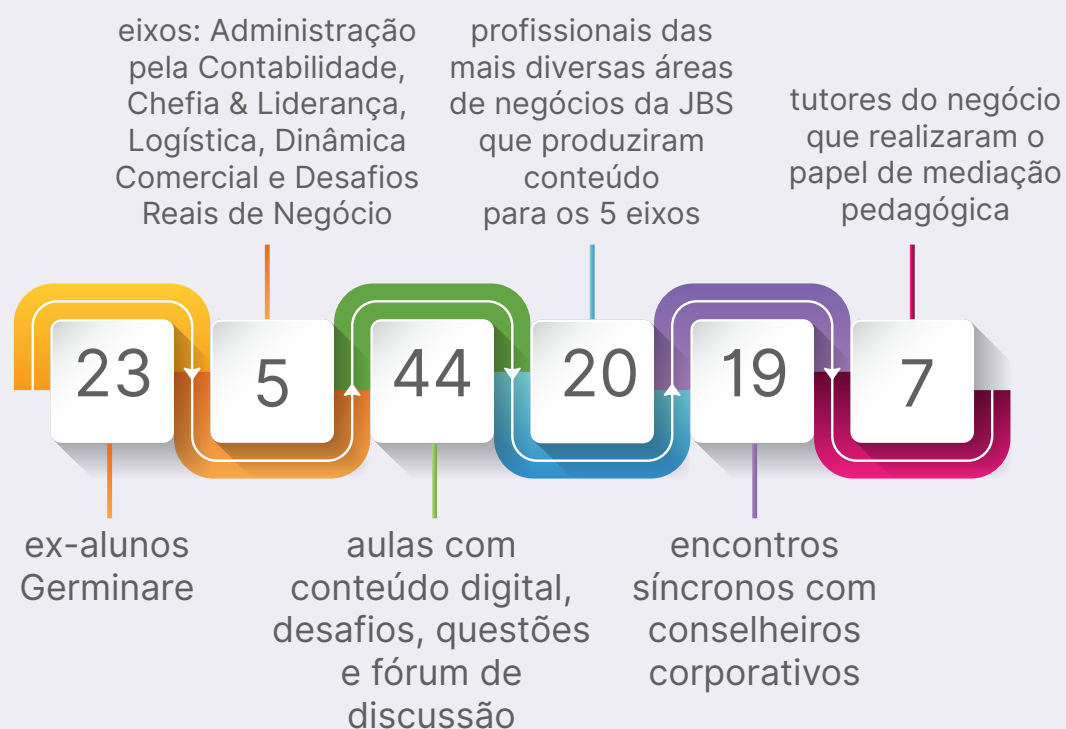 23
ex-alunos
Germinare
5
eixos: Administração
pela Contabilidade,
Chefia & Liderança,
Logística, Dinâmica
Comercial e Desafios
Reais de Negócio
44
aulas com
conteúdo digital,
desafios, questões
e fórum de
discussão
20
profissionais das
mais diversas áreas
de negócios da JBS
que produziram
conteúdo
para os 5 eixos
19
encontros
síncronos com
conselheiros
corporativos
7
tutores do negócio
que realizaram o
papel de mediação
pedagógica